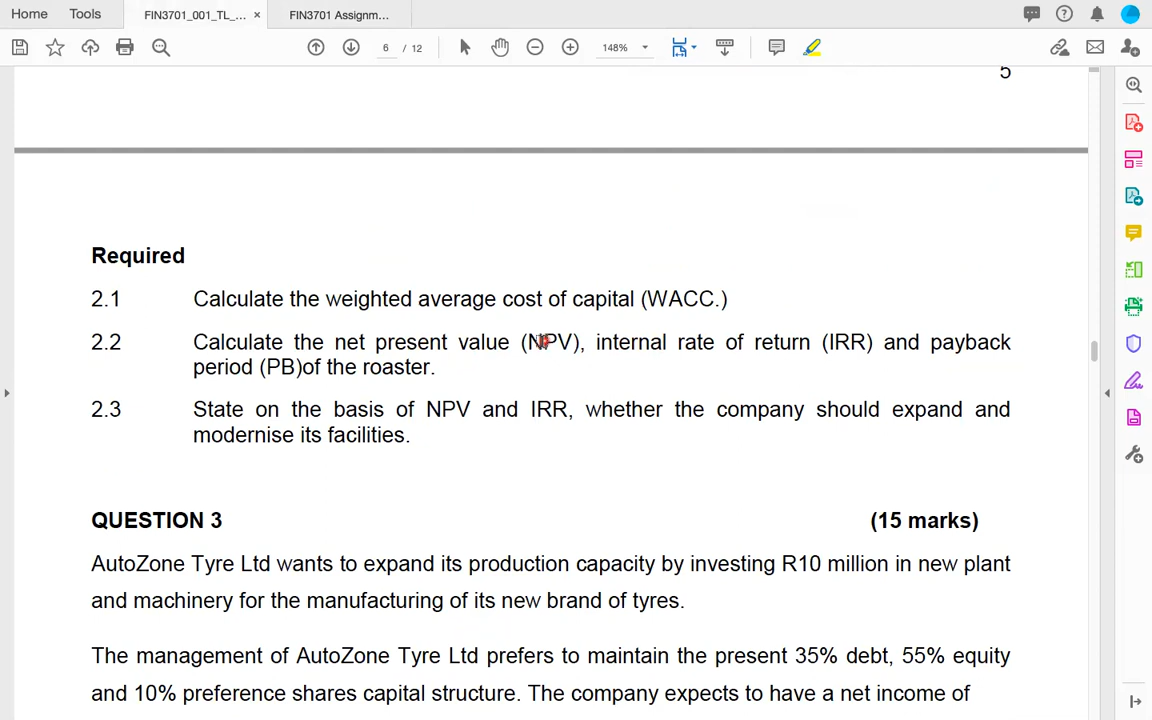 Home Tools FIN3701_001_TL_... × FIN3701 Assignm...
6 / 12 148%
5
Required
2.1 Calculate the weighted average cost of capital (WACC.)
2.2 Calculate the net present value (NPV), internal rate of return (IRR) and payback
period (PB)of the roaster.
2.3 State on the basis of NPV and IRR, whether the company should expand and
modernise its facilities.
QUESTION 3 (15 marks)
AutoZone Tyre Ltd wants to expand its production capacity by investing R10 million in new plant
and machinery for the manufacturing of its new brand of tyres.
The management of AutoZone Tyre Ltd prefers to maintain the present 35% debt, 55% equity
and 10% preference shares capital structure. The company expects to have a net income of